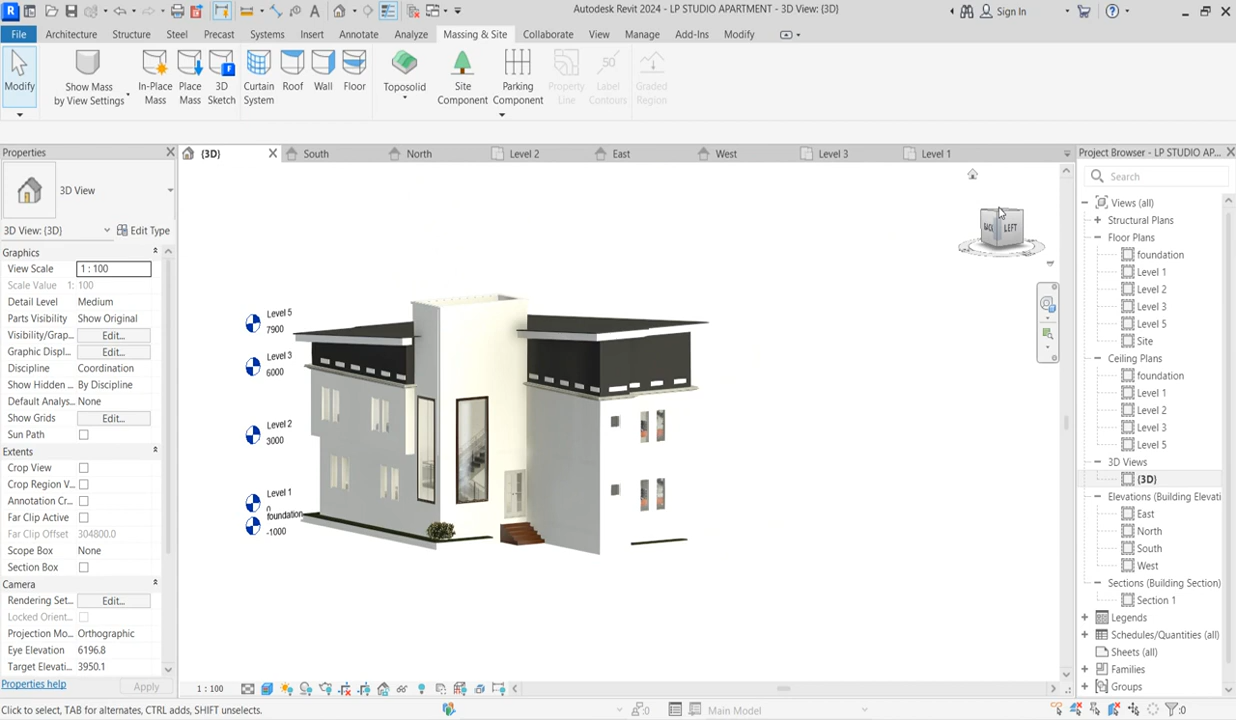 Autodesk Revit 2024 - LP STUDIO APARTMENT - 3D View: {3D}
Sign In
File
Architecture
Structure
Steel
Precast
Systems
Insert
Annotate
Analyze
Massing & Site
Collaborate
View
Manage
Add-Ins
Modify
Modify
Show Mass
by View Settings
In-Place
Mass
Place
Mass
3D
Sketch
Curtain
System
Roof
Wall
Floor
Toposolid
Site
Component
Parking
Component
Property
Line
Label
Contours
Graded
Region
Properties
{3D}
South
North
Level 2
East
West
Level 3
Level 1
Project Browser - LP STUDIO AP...
3D View
3D View: {3D}
Edit Type
Graphics
View Scale 1 : 100
Scale Value 1: 100
Detail Level Medium
Parts Visibility Show Original
Visibility/Grap... Edit...
Graphic Displ... Edit...
Discipline Coordination
Show Hidden ... By Discipline
Default Analys... None
Show Grids Edit...
Sun Path
Extents
Crop View
Crop Region V...
Annotation Cr...
Far Clip Active
Far Clip Offset 304800.0
Scope Box None
Section Box
Camera
Rendering Set... Edit...
Locked Orient...
Projection Mo... Orthographic
Eye Elevation 6196.8
Target Elevati... 3950.1
Properties help
Apply
Level 5
7900
Level 3
6000
Level 2
3000
Level 1
0
foundation
-1000
LEFT
Search
Views (all)
Structural Plans
Floor Plans
foundation
Level 1
Level 2
Level 3
Level 5
Site
Ceiling Plans
foundation
Level 1
Level 2
Level 3
Level 5
3D Views
{3D}
Elevations (Building Elevati
East
North
South
West
Sections (Building Section)
Section 1
Legends
Schedules/Quantities (all)
Sheets (all)
Families
Groups
1 : 100
Click to select, TAB for alternates, CTRL adds, SHIFT unselects.
:0
Main Model
:0